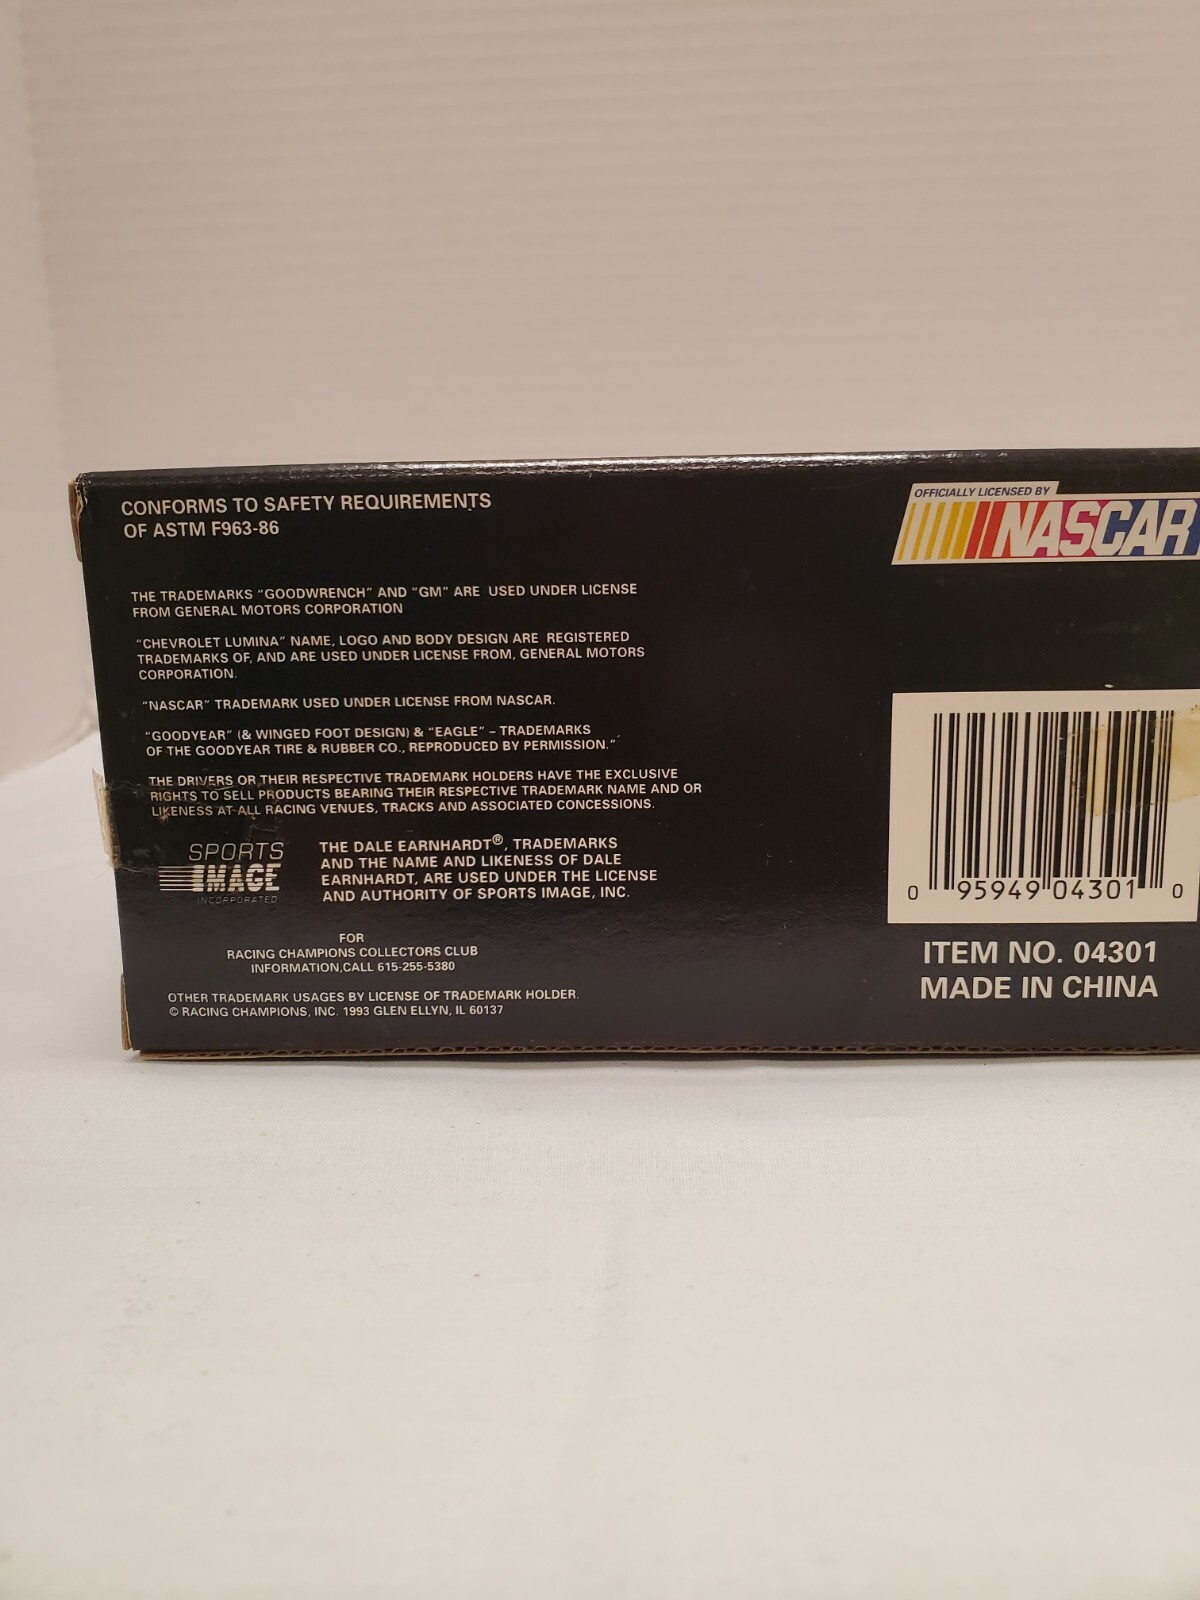 CONFORMS TO SAFETY REQUIREMENTS
OF ASTM F963-86
THE TRADEMARKS "GOODWRENCH" AND "GM" ARE USED UNDER LICENSE
FROM GENERAL MOTORS CORPORATION
"CHEVROLET LUMINA" NAME, LOGO AND BODY DESIGN ARE REGISTERED
TRADEMARKS OF, AND ARE USED UNDER LICENSE FROM, GENERAL MOTORS
CORPORATION.
"NASCAR" TRADEMARK USED UNDER LICENSE FROM NASCAR.
"GOODYEAR" (& WINGED FOOT DESIGN) & "EAGLE" – TRADEMARKS
OF THE GOODYEAR TIRE & RUBBER CO., REPRODUCED BY PERMISSION."
THE DRIVERS OR THEIR RESPECTIVE TRADEMARK HOLDERS HAVE THE EXCLUSIVE
RIGHTS TO SELL PRODUCTS BEARING THEIR RESPECTIVE TRADEMARK NAME AND OR
LIKENESS AT ALL RACING VENUES, TRACKS AND ASSOCIATED CONCESSIONS.
SPORTS
IMAGE
INCORPORATED
THE DALE EARNHARDT®, TRADEMARKS
AND THE NAME AND LIKENESS OF DALE
EARNHARDT, ARE USED UNDER THE LICENSE
AND AUTHORITY OF SPORTS IMAGE, INC.
FOR
RACING CHAMPIONS COLLECTORS CLUB
INFORMATION,CALL 615-255-5380
OTHER TRADEMARK USAGES BY LICENSE OF TRADEMARK HOLDER.
© RACING CHAMPIONS, INC. 1993 GLEN ELLYN, IL 60137
OFFICIALLY LICENSED BY
NASCAR
0 95949 04301 0
ITEM NO. 04301
MADE IN CHINA